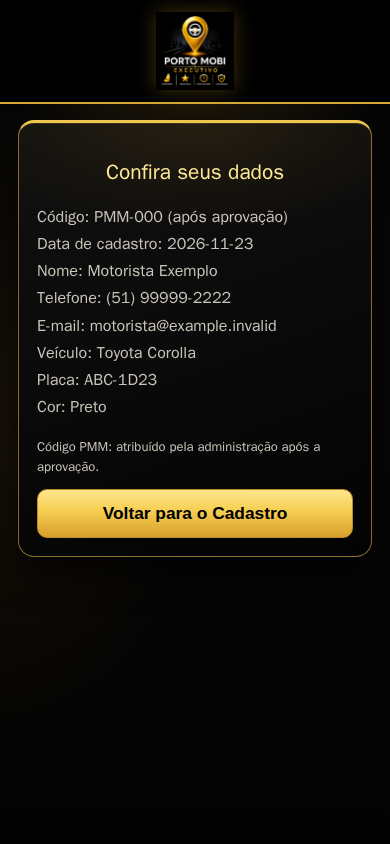 PORTO MOBI
EXECUTIVO
Confira seus dados
Código: PMM-000 (após aprovação)
Data de cadastro: 2026-11-23
Nome: Motorista Exemplo
Telefone: (51) 99999-2222
E-mail: motorista@example.invalid
Veículo: Toyota Corolla
Placa: ABC-1D23
Cor: Preto
Código PMM: atribuído pela administração após a
aprovação.
Voltar para o Cadastro